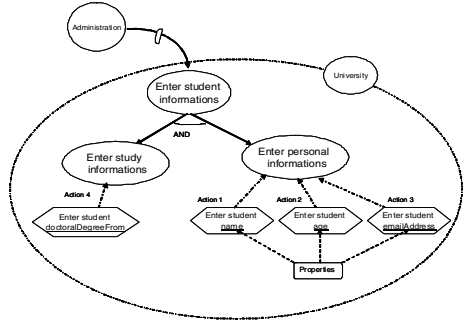 Administration
University
Enter student
informations
AND
Enter study
informations
Enter personal
informations
Action 4
Action 1
Action 2
Action 3
Enter student
doctoralDegreeFrom
Enter student
name
Enter student
age
Enter student
emailAddress
Properties